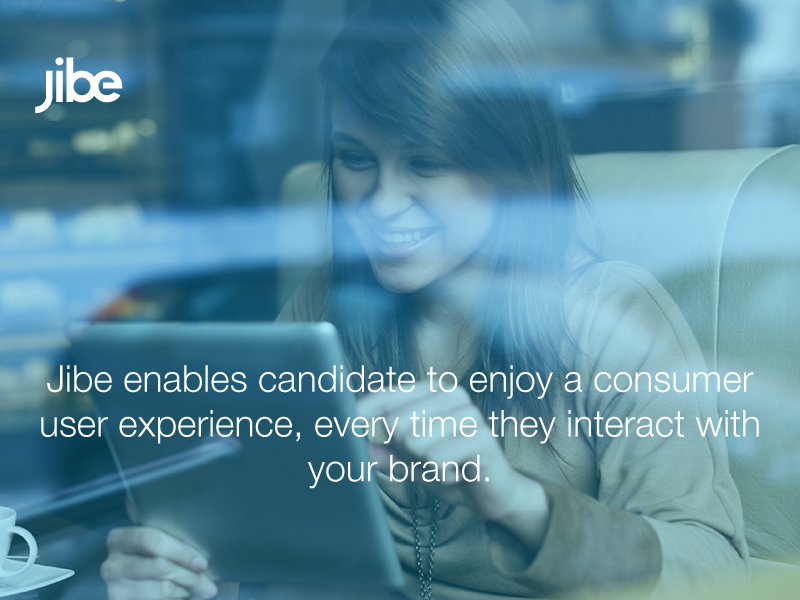 Jibe
Jibe enables candidate to enjoy a consumer
user experience, every time they interact with
your brand.